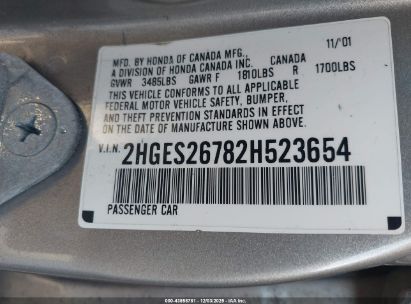 MFD. BY HONDA OF CANADA MFG., 11/01
A DIVISION OF HONDA CANADA INC. CANADA
GVWR 3485LBS GAWR F 1810LBS R 1700LBS
THIS VEHICLE CONFORMS TO ALL APPLICABLE
FEDERAL MOTOR VEHICLE SAFETY, BUMPER,
AND THEFT PREVENTION STANDARDS IN EFFECT
ON THE DATE OF MANUFACTURE SHOWN ABOVE.
V.I.N. 2HGES26782H523654
PASSENGER CAR